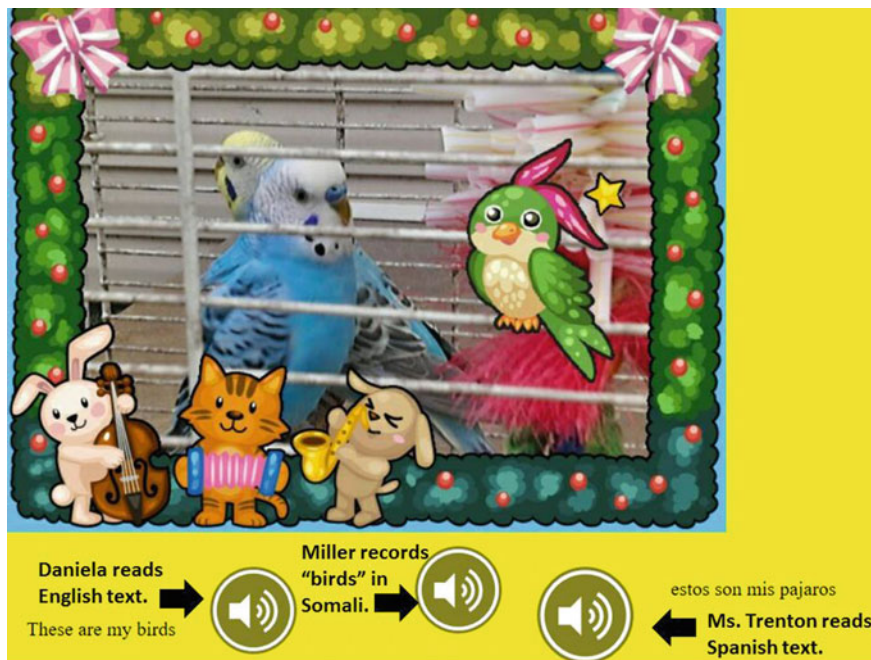 Daniela reads
English text.
These are my birds
Miller records
“birds” in
Somali.
estos son mis pajaros
Ms. Trenton reads
Spanish text.